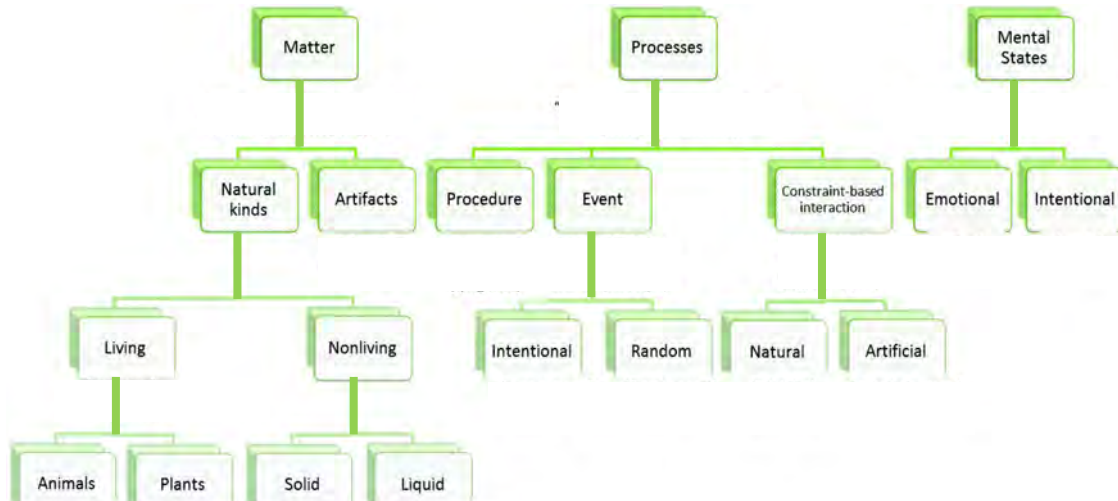 Matter
Processes
Mental
States
Natural
kinds
Artifacts
Procedure
Event
Constraint-based
interaction
Emotional
Intentional
Living
Nonliving
Intentional
Random
Natural
Artificial
Animals
Plants
Solid
Liquid